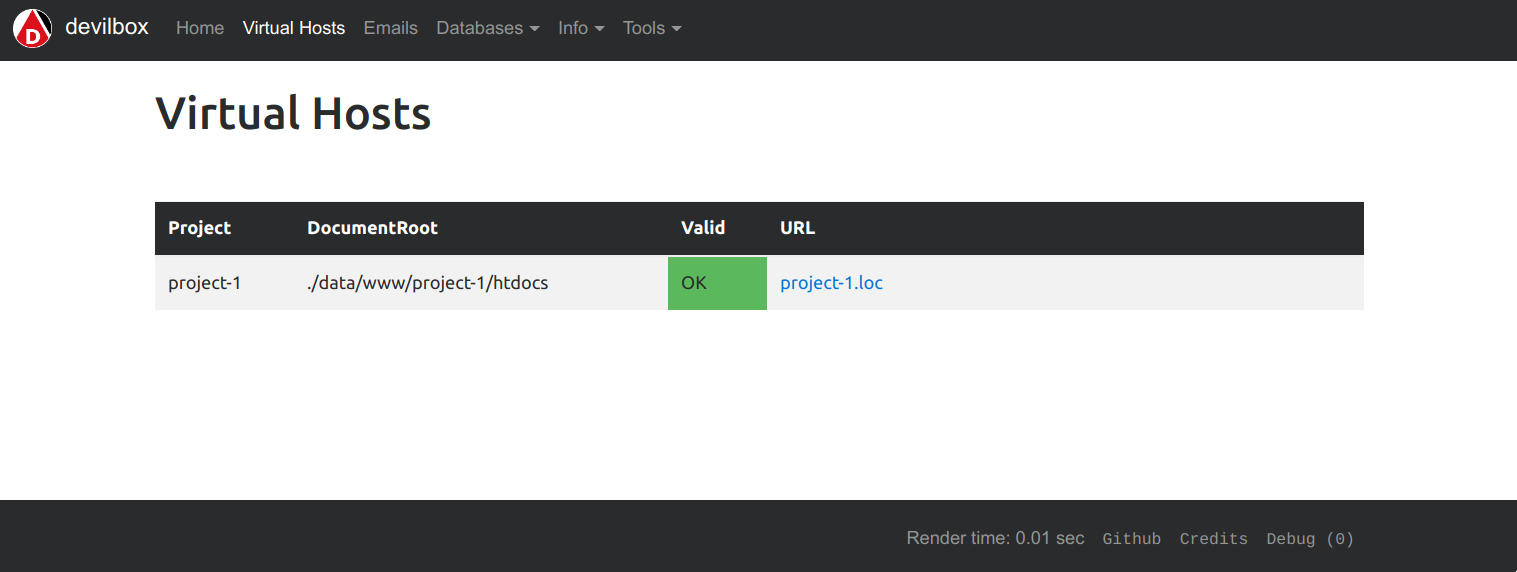 D devilbox Home Virtual Hosts Emails Databases Info Tools
Virtual Hosts
Project DocumentRoot Valid URL
project-1 ./data/www/project-1/htdocs OK project-1.loc
Render time: 0.01 sec Github Credits Debug (0)